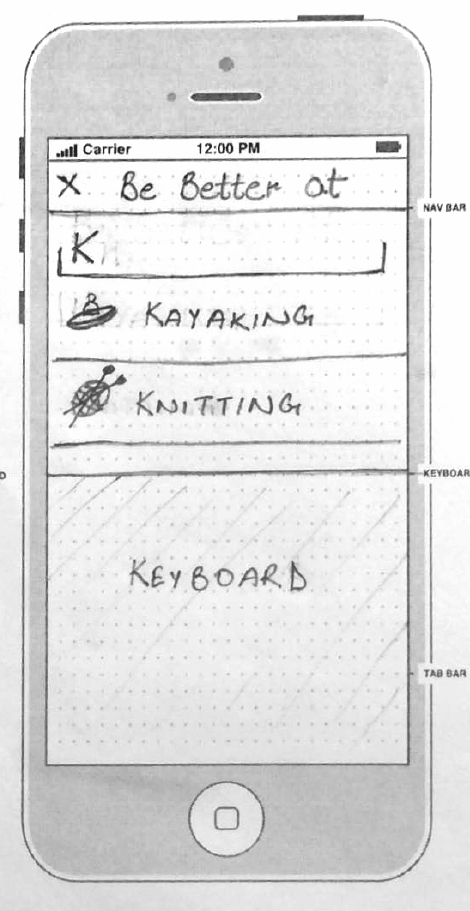 Carrier 12:00 PM
X Be Better at
NAV BAR
K
KAYAKING
KNITTING
KEYBOAR
D
KEYBOARD
TAB BAR